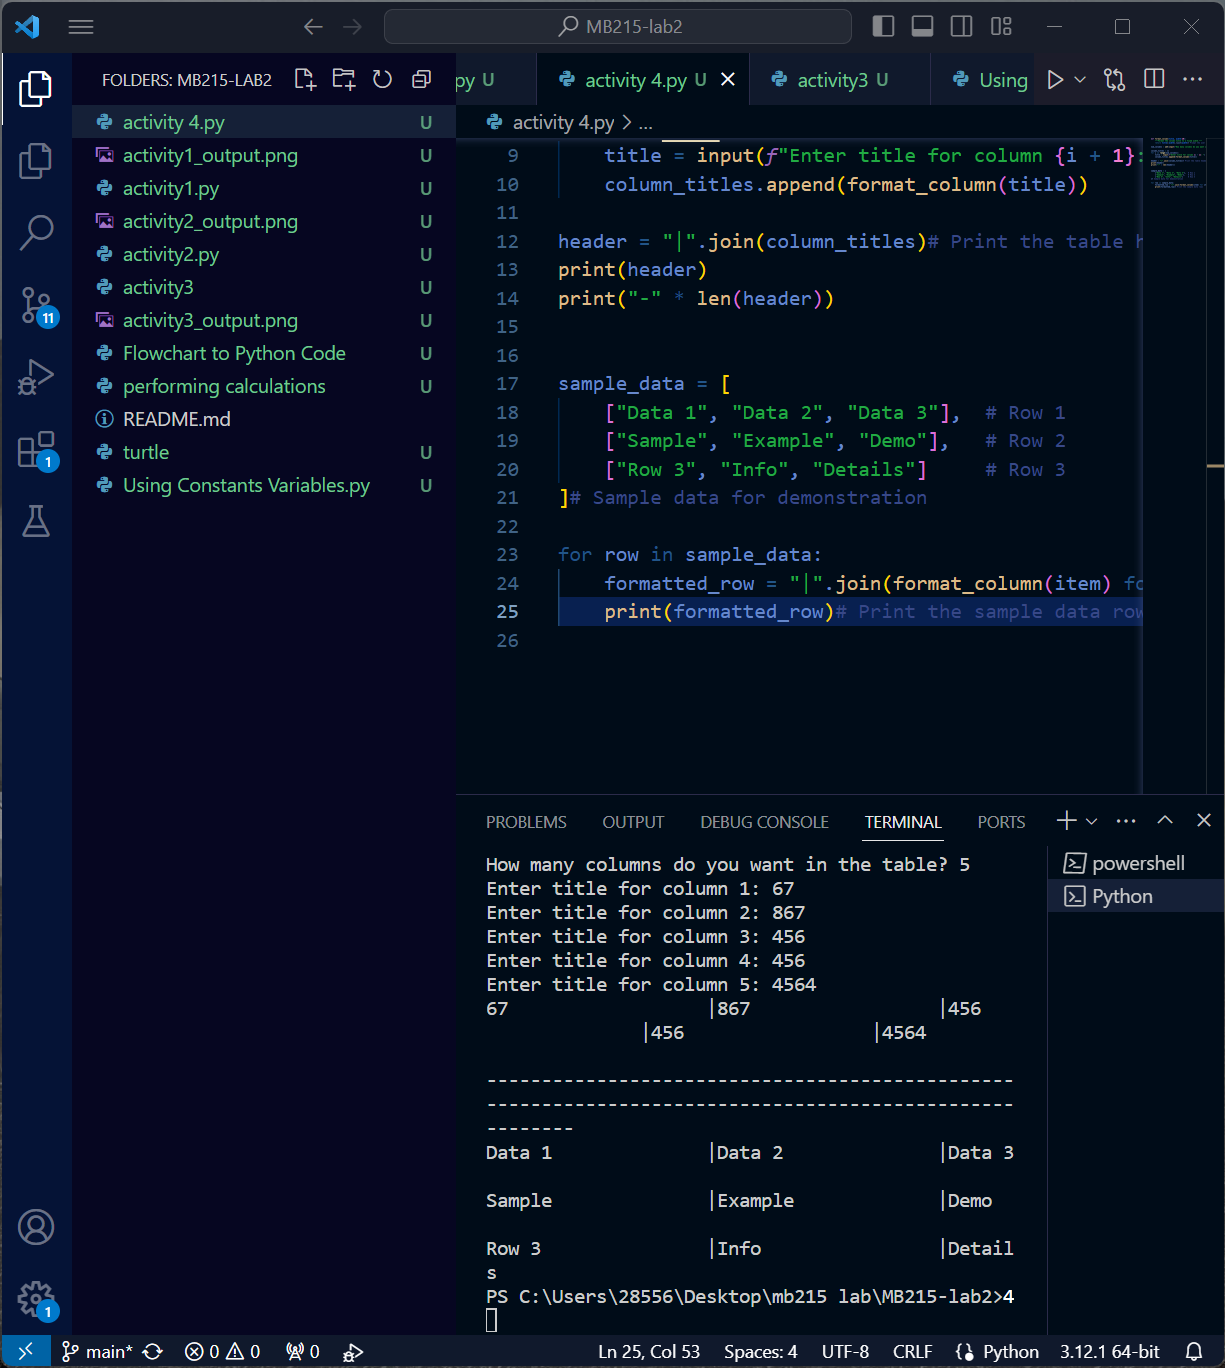 MB215-lab2
FOLDERS: MB215-LAB2
py U
activity 4.py U
activity3 U
Using
activity 4.py > ...
activity 4.py U
activity1_output.png U
activity1.py U
activity2_output.png U
activity2.py U
activity3 U
activity3_output.png U
Flowchart to Python Code U
performing calculations U
README.md
turtle U
Using Constants Variables.py U
11
1
1
9 title = input(f"Enter title for column {i + 1}:
10 column_titles.append(format_column(title))
11
12 header = "|".join(column_titles)# Print the table h
13 print(header)
14 print("-" * len(header))
15
16
17 sample_data = [
18 ["Data 1", "Data 2", "Data 3"], # Row 1
19 ["Sample", "Example", "Demo"], # Row 2
20 ["Row 3", "Info", "Details"] # Row 3
21 ]# Sample data for demonstration
22
23 for row in sample_data:
24 formatted_row = "|".join(format_column(item) fo
25 print(formatted_row)# Print the sample data row
26
PROBLEMS OUTPUT DEBUG CONSOLE TERMINAL PORTS
powershell
Python
How many columns do you want in the table? 5
Enter title for column 1: 67
Enter title for column 2: 867
Enter title for column 3: 456
Enter title for column 4: 456
Enter title for column 5: 4564
67 |867 |456
|456 |4564
------------------------------------------------
------------------------------------------------
--------
Data 1 |Data 2 |Data 3
Sample |Example |Demo
Row 3 |Info |Detail
s
PS C:\Users\28556\Desktop\mb215 lab\MB215-lab2>4
main* 0 0 0 Ln 25, Col 53 Spaces: 4 UTF-8 CRLF Python 3.12.1 64-bit